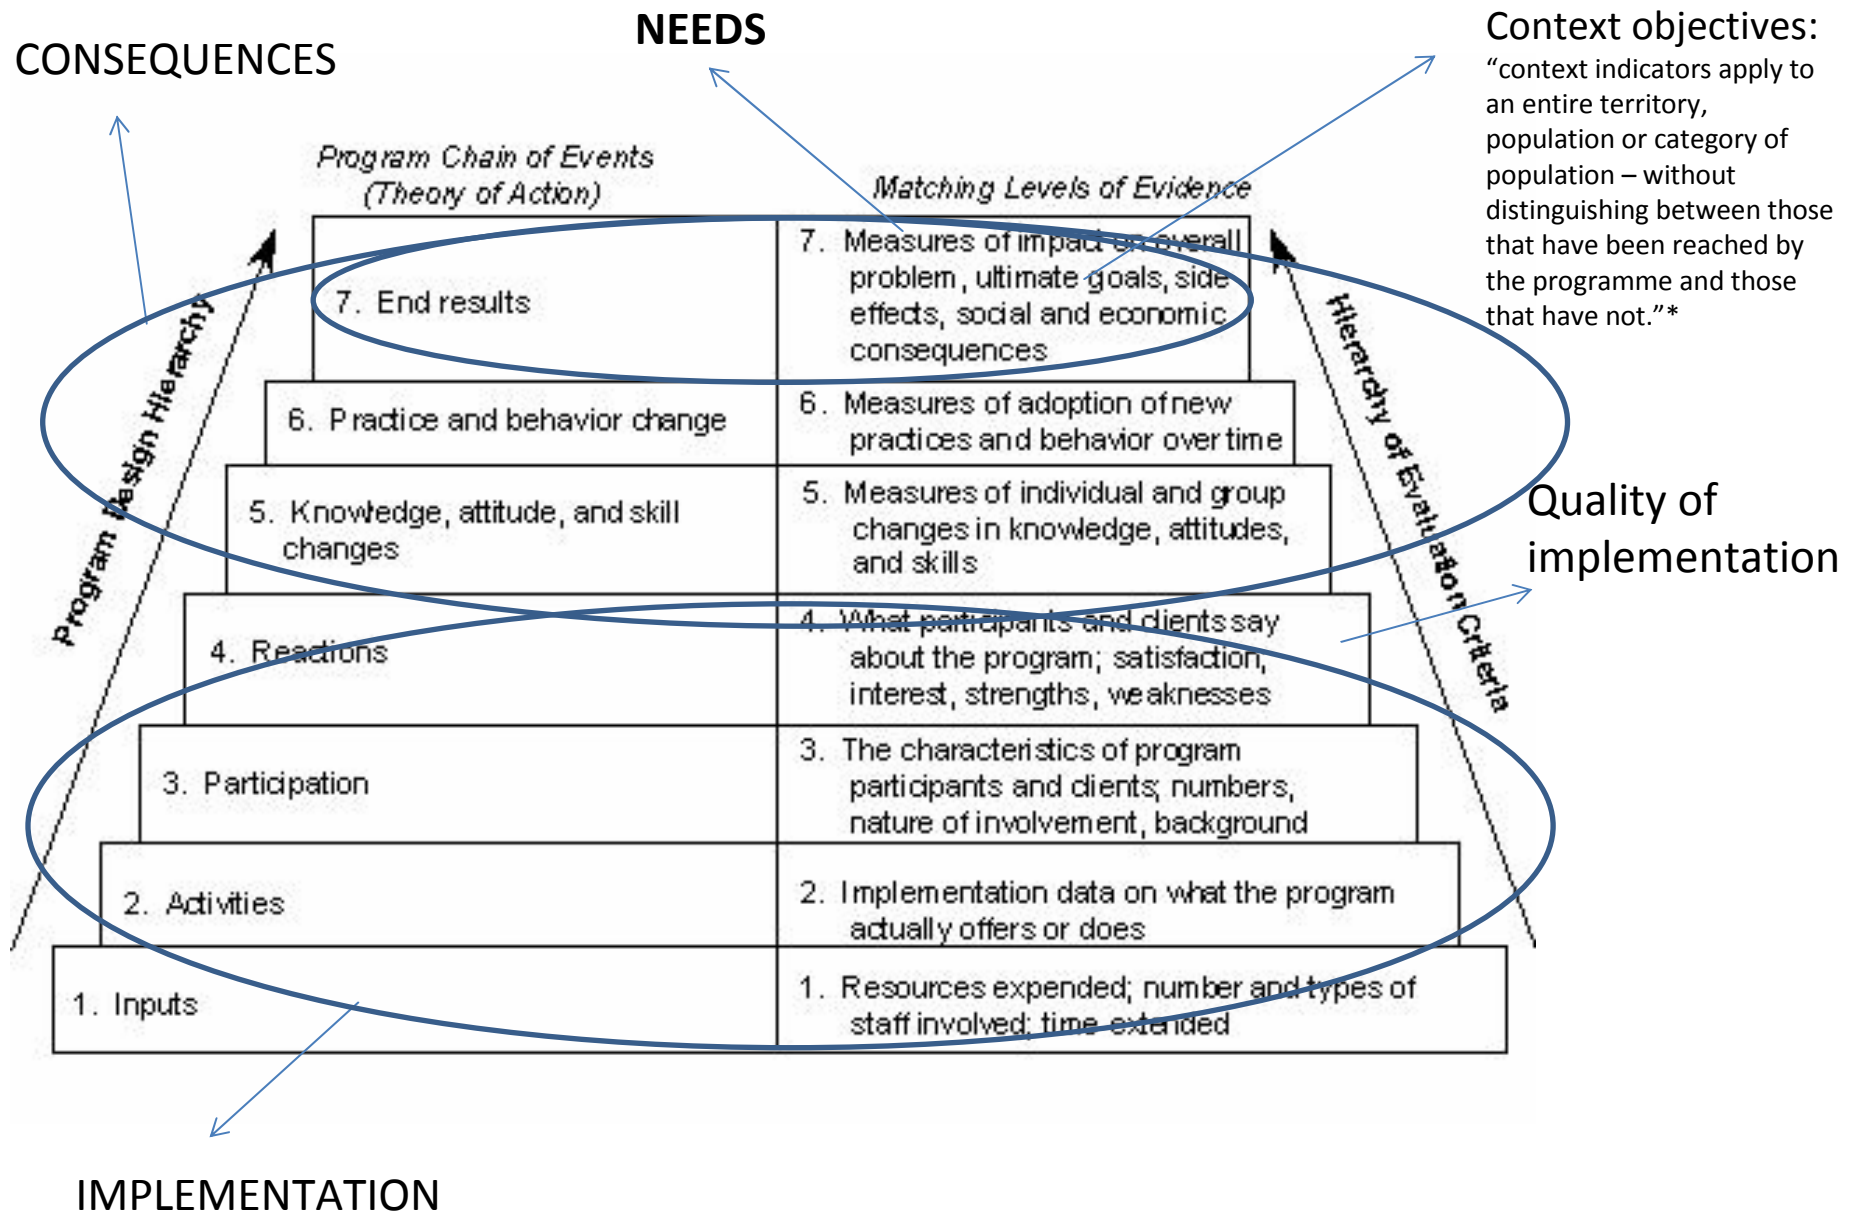 NEEDS
CONSEQUENCES
Context objectives:
“context indicators apply to
an entire territory,
population or category of
population – without
distinguishing between those
that have been reached by
the programme and those
that have not.”*
Program Chain of Events
(Theory of Action)
Matching Levels of Evidence
Program Design Hierarchy
Hierarchy of Evaluation Criteria
7. End results
7. Measures of impact on overall
problem, ultimate goals, side
effects, social and economic
consequences
6. Practice and behavior change
6. Measures of adoption of new
practices and behavior over time
5. Knowledge, attitude, and skill
changes
5. Measures of individual and group
changes in knowledge, attitudes,
and skills
Quality of
implementation
4. Reactions
4. What participants and clients say
about the program; satisfaction,
interest, strengths, weaknesses
3. Participation
3. The characteristics of program
participants and clients; numbers,
nature of involvement, background
2. Activities
2. Implementation data on what the program
actually offers or does
1. Inputs
1. Resources expended; number and types of
staff involved; time extended
IMPLEMENTATION